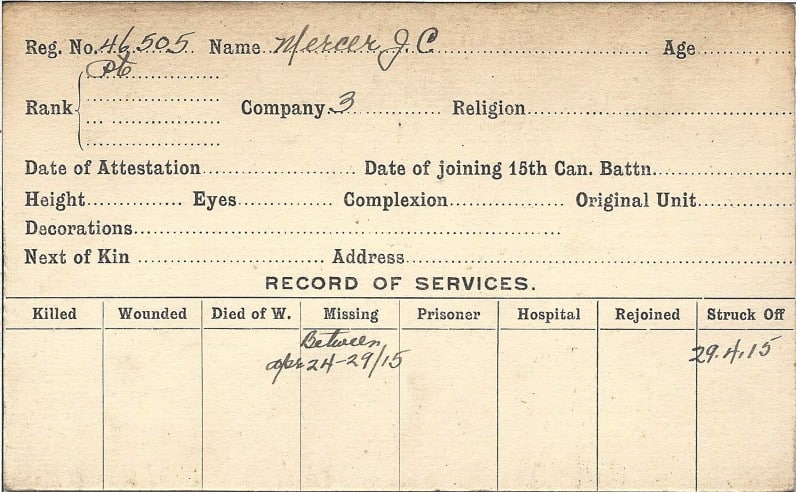 Reg. No. 46505 Name Mercer, J. C. Age
Pte
Rank Company 3 Religion
Date of Attestation Date of joining 15th Can. Battn.
Height Eyes Complexion Original Unit
Decorations
Next of Kin Address
RECORD OF SERVICES.
Killed Wounded Died of W. Missing Prisoner Hospital Rejoined Struck Off
Between
apr 24-29/15 29.4.15